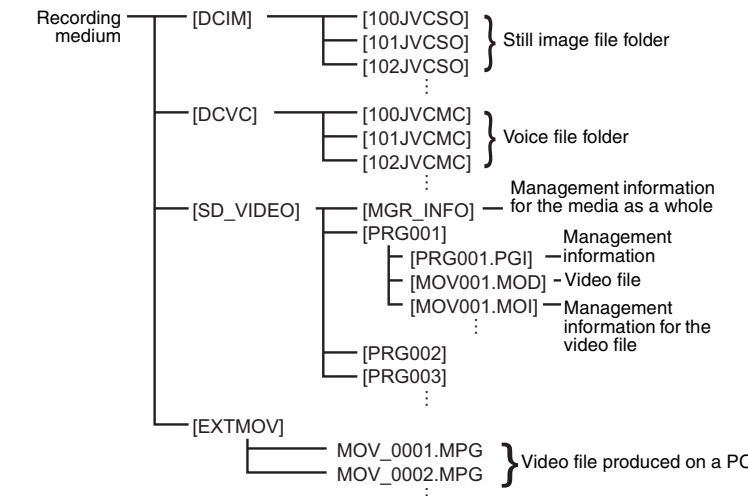 Recording
medium
[DCIM]
[100JVCSO]
[101JVCSO]
[102JVCSO]
Still image file folder
[DCVC]
[100JVCMC]
[101JVCMC]
[102JVCMC]
Voice file folder
[SD_VIDEO]
[MGR_INFO]
Management information
for the media as a whole
[PRG001]
[PRG001.PGI]
Management
information
[MOV001.MOD]
Video file
[MOV001.MOI]
Management
information for the
video file
[PRG002]
[PRG003]
[EXTMOV]
MOV_0001.MPG
MOV_0002.MPG
Video file produced on a PC